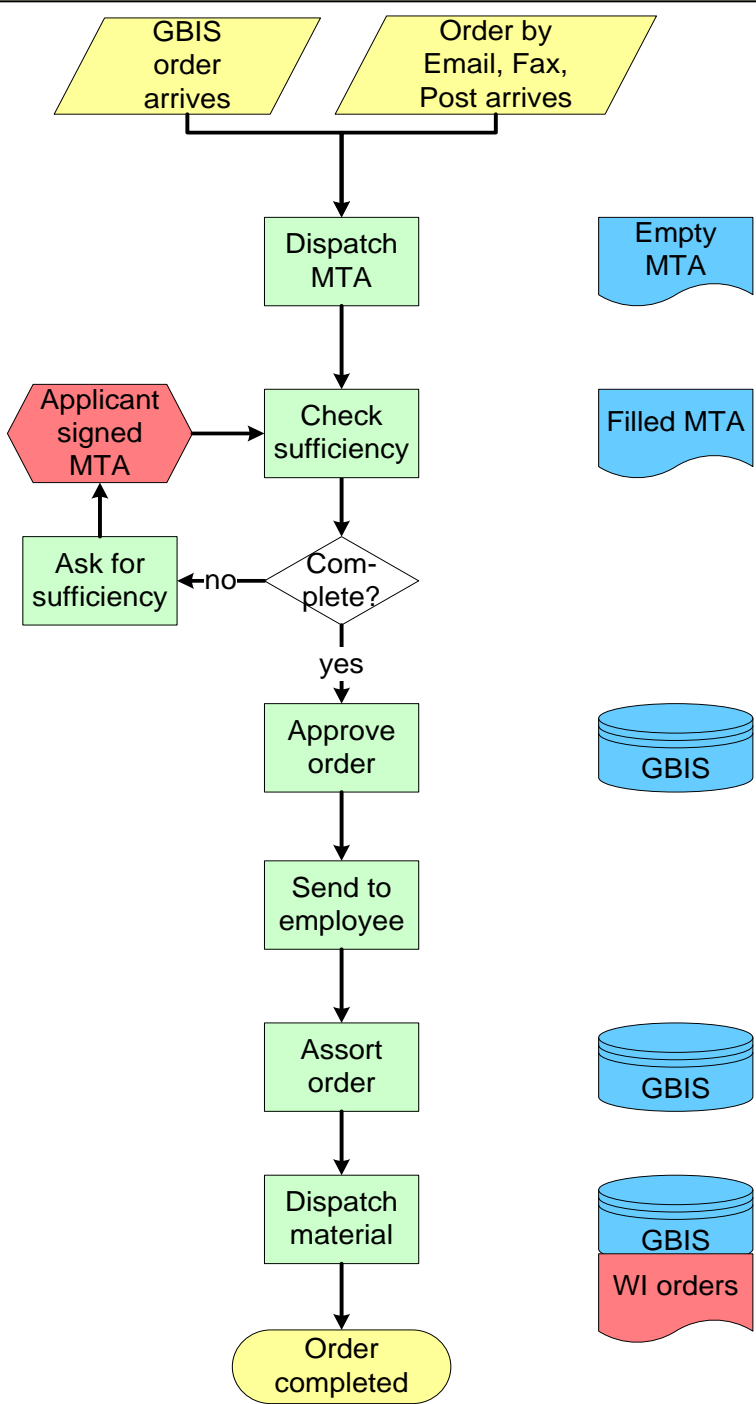 GBIS
order
arrives
Order by
Email, Fax,
Post arrives
Dispatch
MTA
Empty
MTA
Applicant
signed
MTA
Check
sufficiency
Filled MTA
Ask for
sufficiency
no
Com-
plete?
yes
Approve
order
GBIS
Send to
employee
Assort
order
GBIS
Dispatch
material
GBIS
WI orders
Order
completed